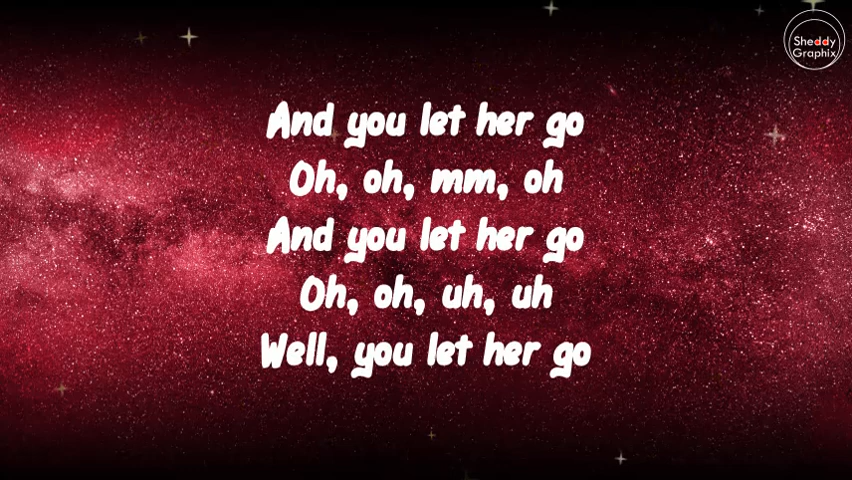 Sheddy
Graphix
And you let her go
Oh, oh, mm, oh
And you let her go
Oh, oh, uh, uh
Well, you let her go